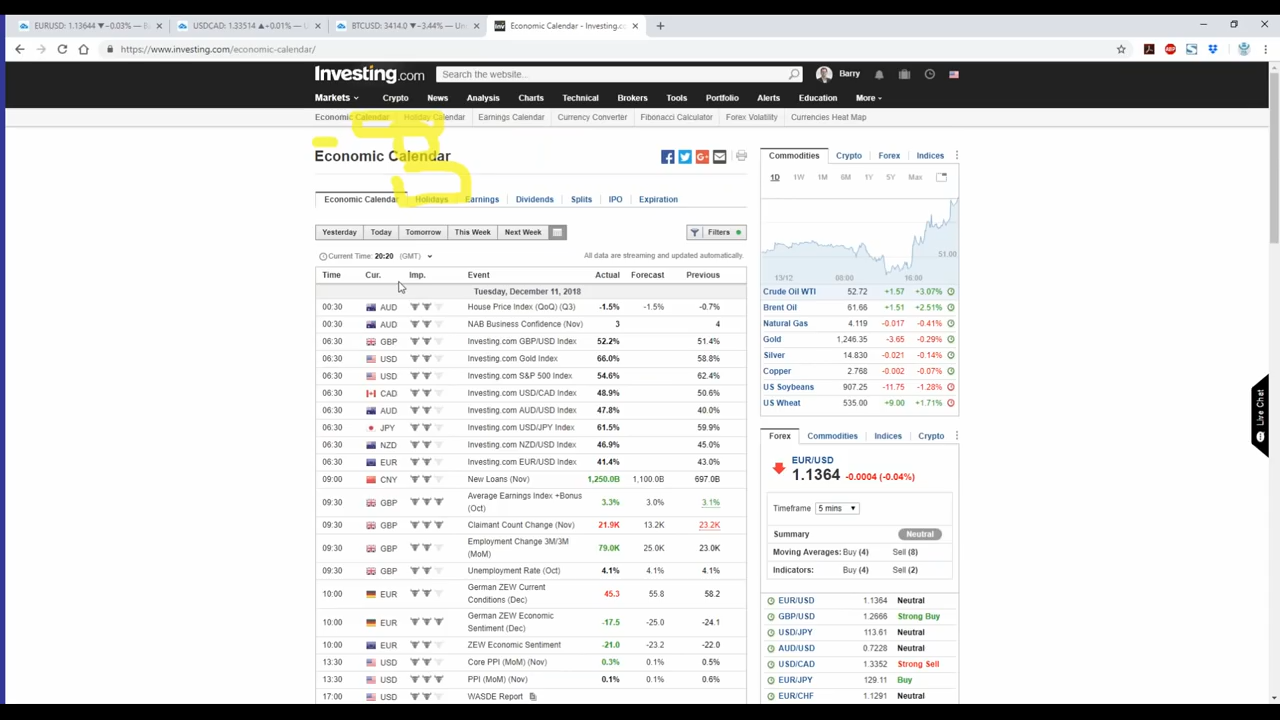 EURUSD: 1.13644 ▼−0.03% — E
USDCAD: 1.33514 ▲+0.01% — U
BTCUSD: 3414.0 ▼−3.44% — Un
Economic Calendar - Investing.co
https://www.investing.com/economic-calendar/
Investing.com
Search the website...
Barry
Markets Crypto News Analysis Charts Technical Brokers Tools Portfolio Alerts Education More
Economic Calendar Holiday Calendar Earnings Calendar Currency Converter Fibonacci Calculator Forex Volatility Currencies Heat Map
Economic Calendar
Economic Calendar Holidays Earnings Dividends Splits IPO Expiration
Yesterday Today Tomorrow This Week Next Week Filters
Current Time: 20:20 (GMT) All data are streaming and updated automatically.
Time Cur. Imp. Event Actual Forecast Previous
Tuesday, December 11, 2018
00:30 AUD House Price Index (QoQ) (Q3) -1.5% -1.5% -0.7%
00:30 AUD NAB Business Confidence (Nov) 3 4
06:30 GBP Investing.com GBP/USD Index 52.2% 51.4%
06:30 USD Investing.com Gold Index 66.0% 58.8%
06:30 USD Investing.com S&P 500 Index 54.6% 62.4%
06:30 CAD Investing.com USD/CAD Index 48.9% 50.6%
06:30 AUD Investing.com AUD/USD Index 47.8% 40.0%
06:30 JPY Investing.com USD/JPY Index 61.5% 59.9%
06:30 NZD Investing.com NZD/USD Index 46.9% 45.0%
06:30 EUR Investing.com EUR/USD Index 41.4% 43.0%
09:00 CNY New Loans (Nov) 1,250.0B 1,100.0B 697.0B
09:30 GBP Average Earnings Index +Bonus (Oct) 3.3% 3.0% 3.1%
09:30 GBP Claimant Count Change (Nov) 21.9K 13.2K 23.2K
09:30 GBP Employment Change 3M/3M (MoM) 79.0K 25.0K 23.0K
09:30 GBP Unemployment Rate (Oct) 4.1% 4.1% 4.1%
10:00 EUR German ZEW Current Conditions (Dec) 45.3 55.8 58.2
10:00 EUR German ZEW Economic Sentiment (Dec) -17.5 -25.0 -24.1
10:00 EUR ZEW Economic Sentiment -21.0 -23.2 -22.0
13:30 USD Core PPI (MoM) (Nov) 0.3% 0.1% 0.5%
13:30 USD PPI (MoM) (Nov) 0.1% 0.1% 0.6%
17:00 USD WASDE Report
Commodities Crypto Forex Indices
1D 1W 1M 6M 1Y 5Y Max
51.00
13/12 08:00 16:00
Crude Oil WTI 52.72 +1.57 +3.07%
Brent Oil 61.66 +1.51 +2.51%
Natural Gas 4.119 -0.017 -0.41%
Gold 1,246.35 -3.65 -0.29%
Silver 14.830 -0.021 -0.14%
Copper 2.768 -0.002 -0.07%
US Soybeans 907.25 -11.75 -1.28%
US Wheat 535.00 +9.00 +1.71%
Forex Commodities Indices Crypto
EUR/USD
1.1364 -0.0004 (-0.04%)
Timeframe 5 mins
Summary Neutral
Moving Averages: Buy (4) Sell (8)
Indicators: Buy (4) Sell (2)
EUR/USD 1.1364 Neutral
GBP/USD 1.2666 Strong Buy
USD/JPY 113.61 Neutral
AUD/USD 0.7228 Neutral
USD/CAD 1.3352 Strong Sell
EUR/JPY 129.11 Buy
EUR/CHF 1.1291 Neutral
Live Chat